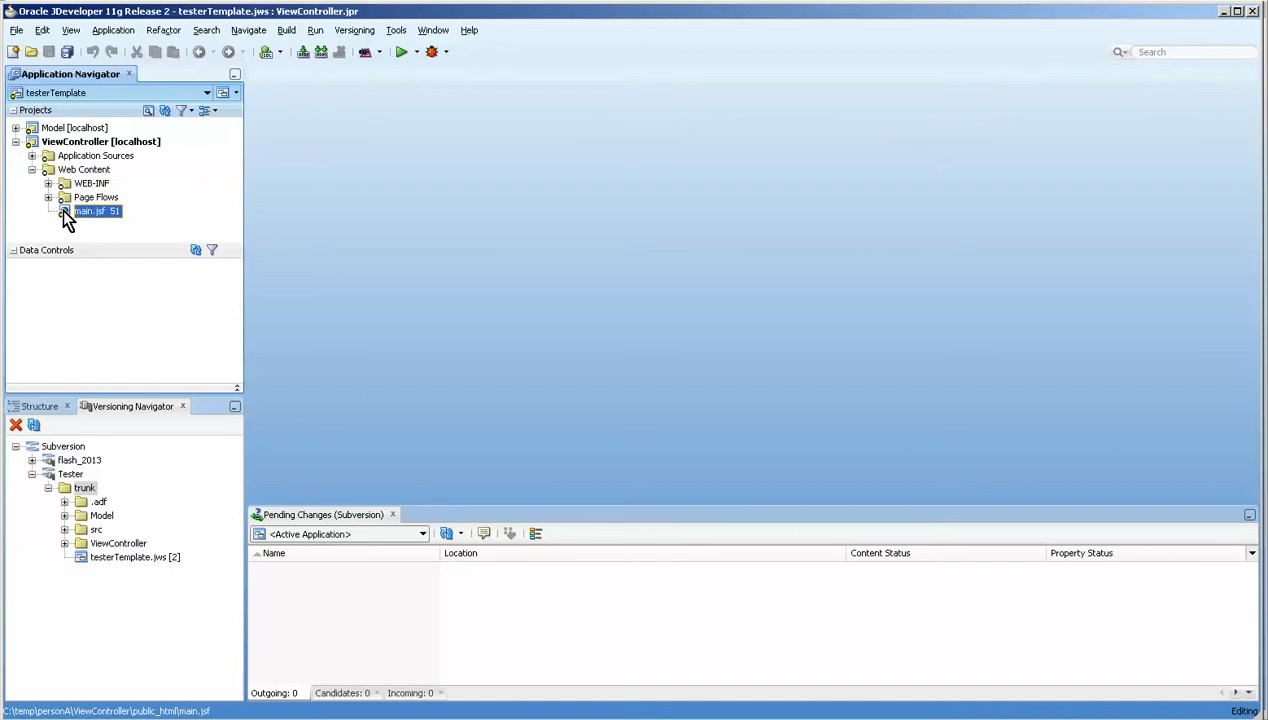 Oracle JDeveloper 11g Release 2 - testerTemplate.jws : ViewController.jpr
File Edit View Application Refactor Search Navigate Build Run Versioning Tools Window Help
Search
Application Navigator
testerTemplate
Projects
Model [localhost]
ViewController [localhost]
Application Sources
Web Content
WEB-INF
Page Flows
main.jsf 51
Data Controls
Structure Versioning Navigator
Subversion
flash_2013
Tester
trunk
.adf
Model
src
ViewController
testerTemplate.jws [2]
Pending Changes (Subversion)
<Active Application>
Name Location Content Status Property Status
Outgoing: 0 Candidates: 0 Incoming: 0
C:\temp\personA\ViewController\public_html\main.jsf Editing